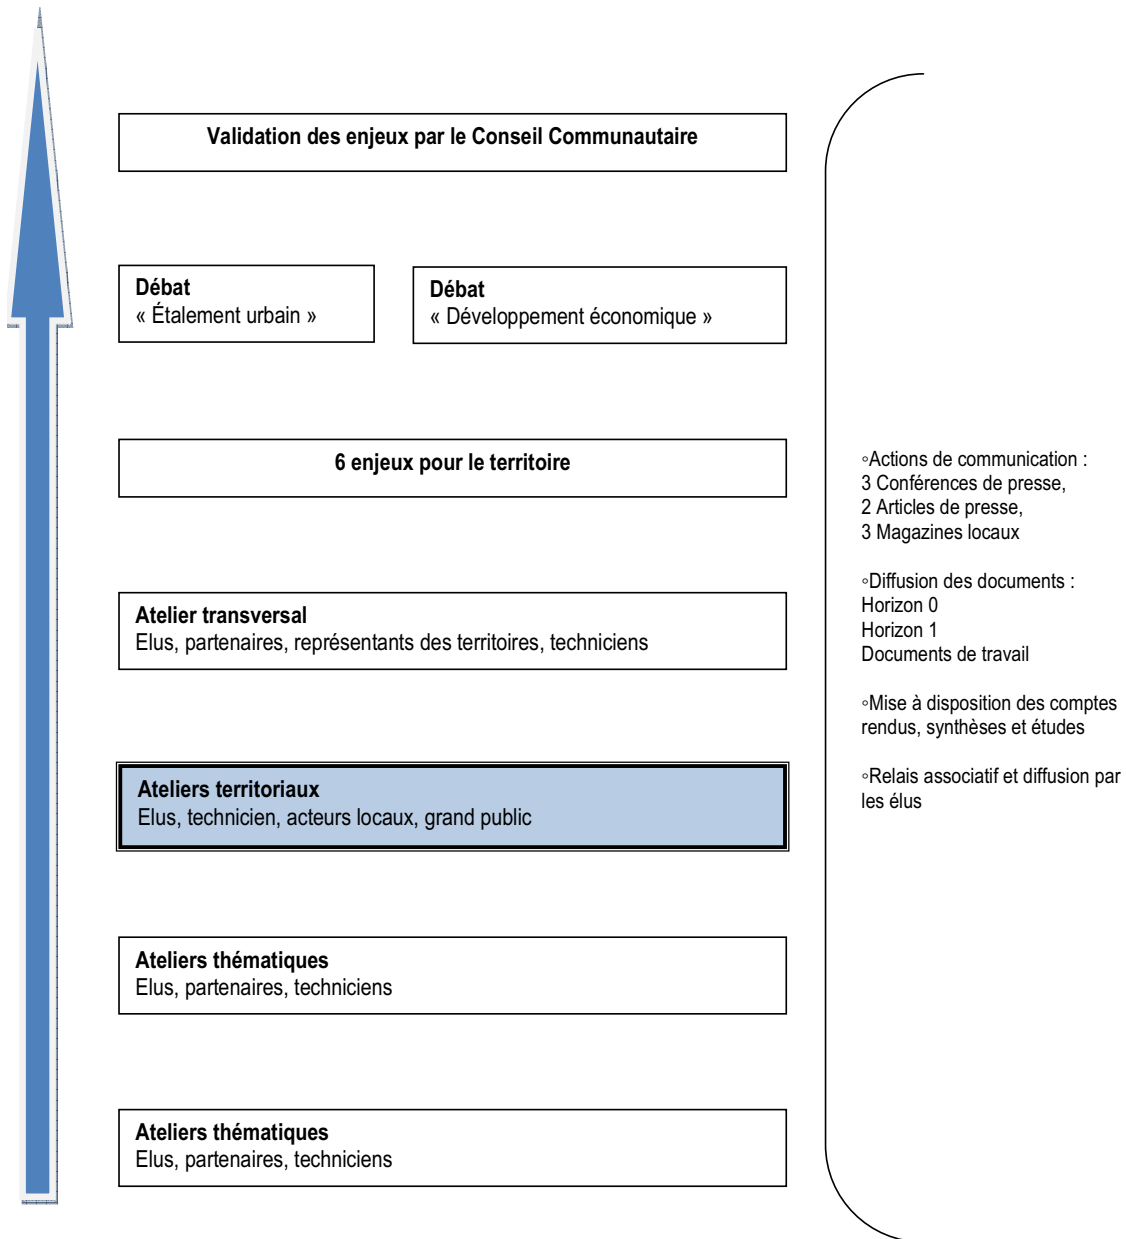 Validation des enjeux par le Conseil Communautaire
Débat
« Étalement urbain »
Débat
« Développement économique »
6 enjeux pour le territoire
Atelier transversal
Elus, partenaires, représentants des territoires, techniciens
Ateliers territoriaux
Elus, technicien, acteurs locaux, grand public
Ateliers thématiques
Elus, partenaires, techniciens
Ateliers thématiques
Elus, partenaires, techniciens
◦Actions de communication :
3 Conférences de presse,
2 Articles de presse,
3 Magazines locaux
◦Diffusion des documents :
Horizon 0
Horizon 1
Documents de travail
◦Mise à disposition des comptes
rendus, synthèses et études
◦Relais associatif et diffusion par
les élus